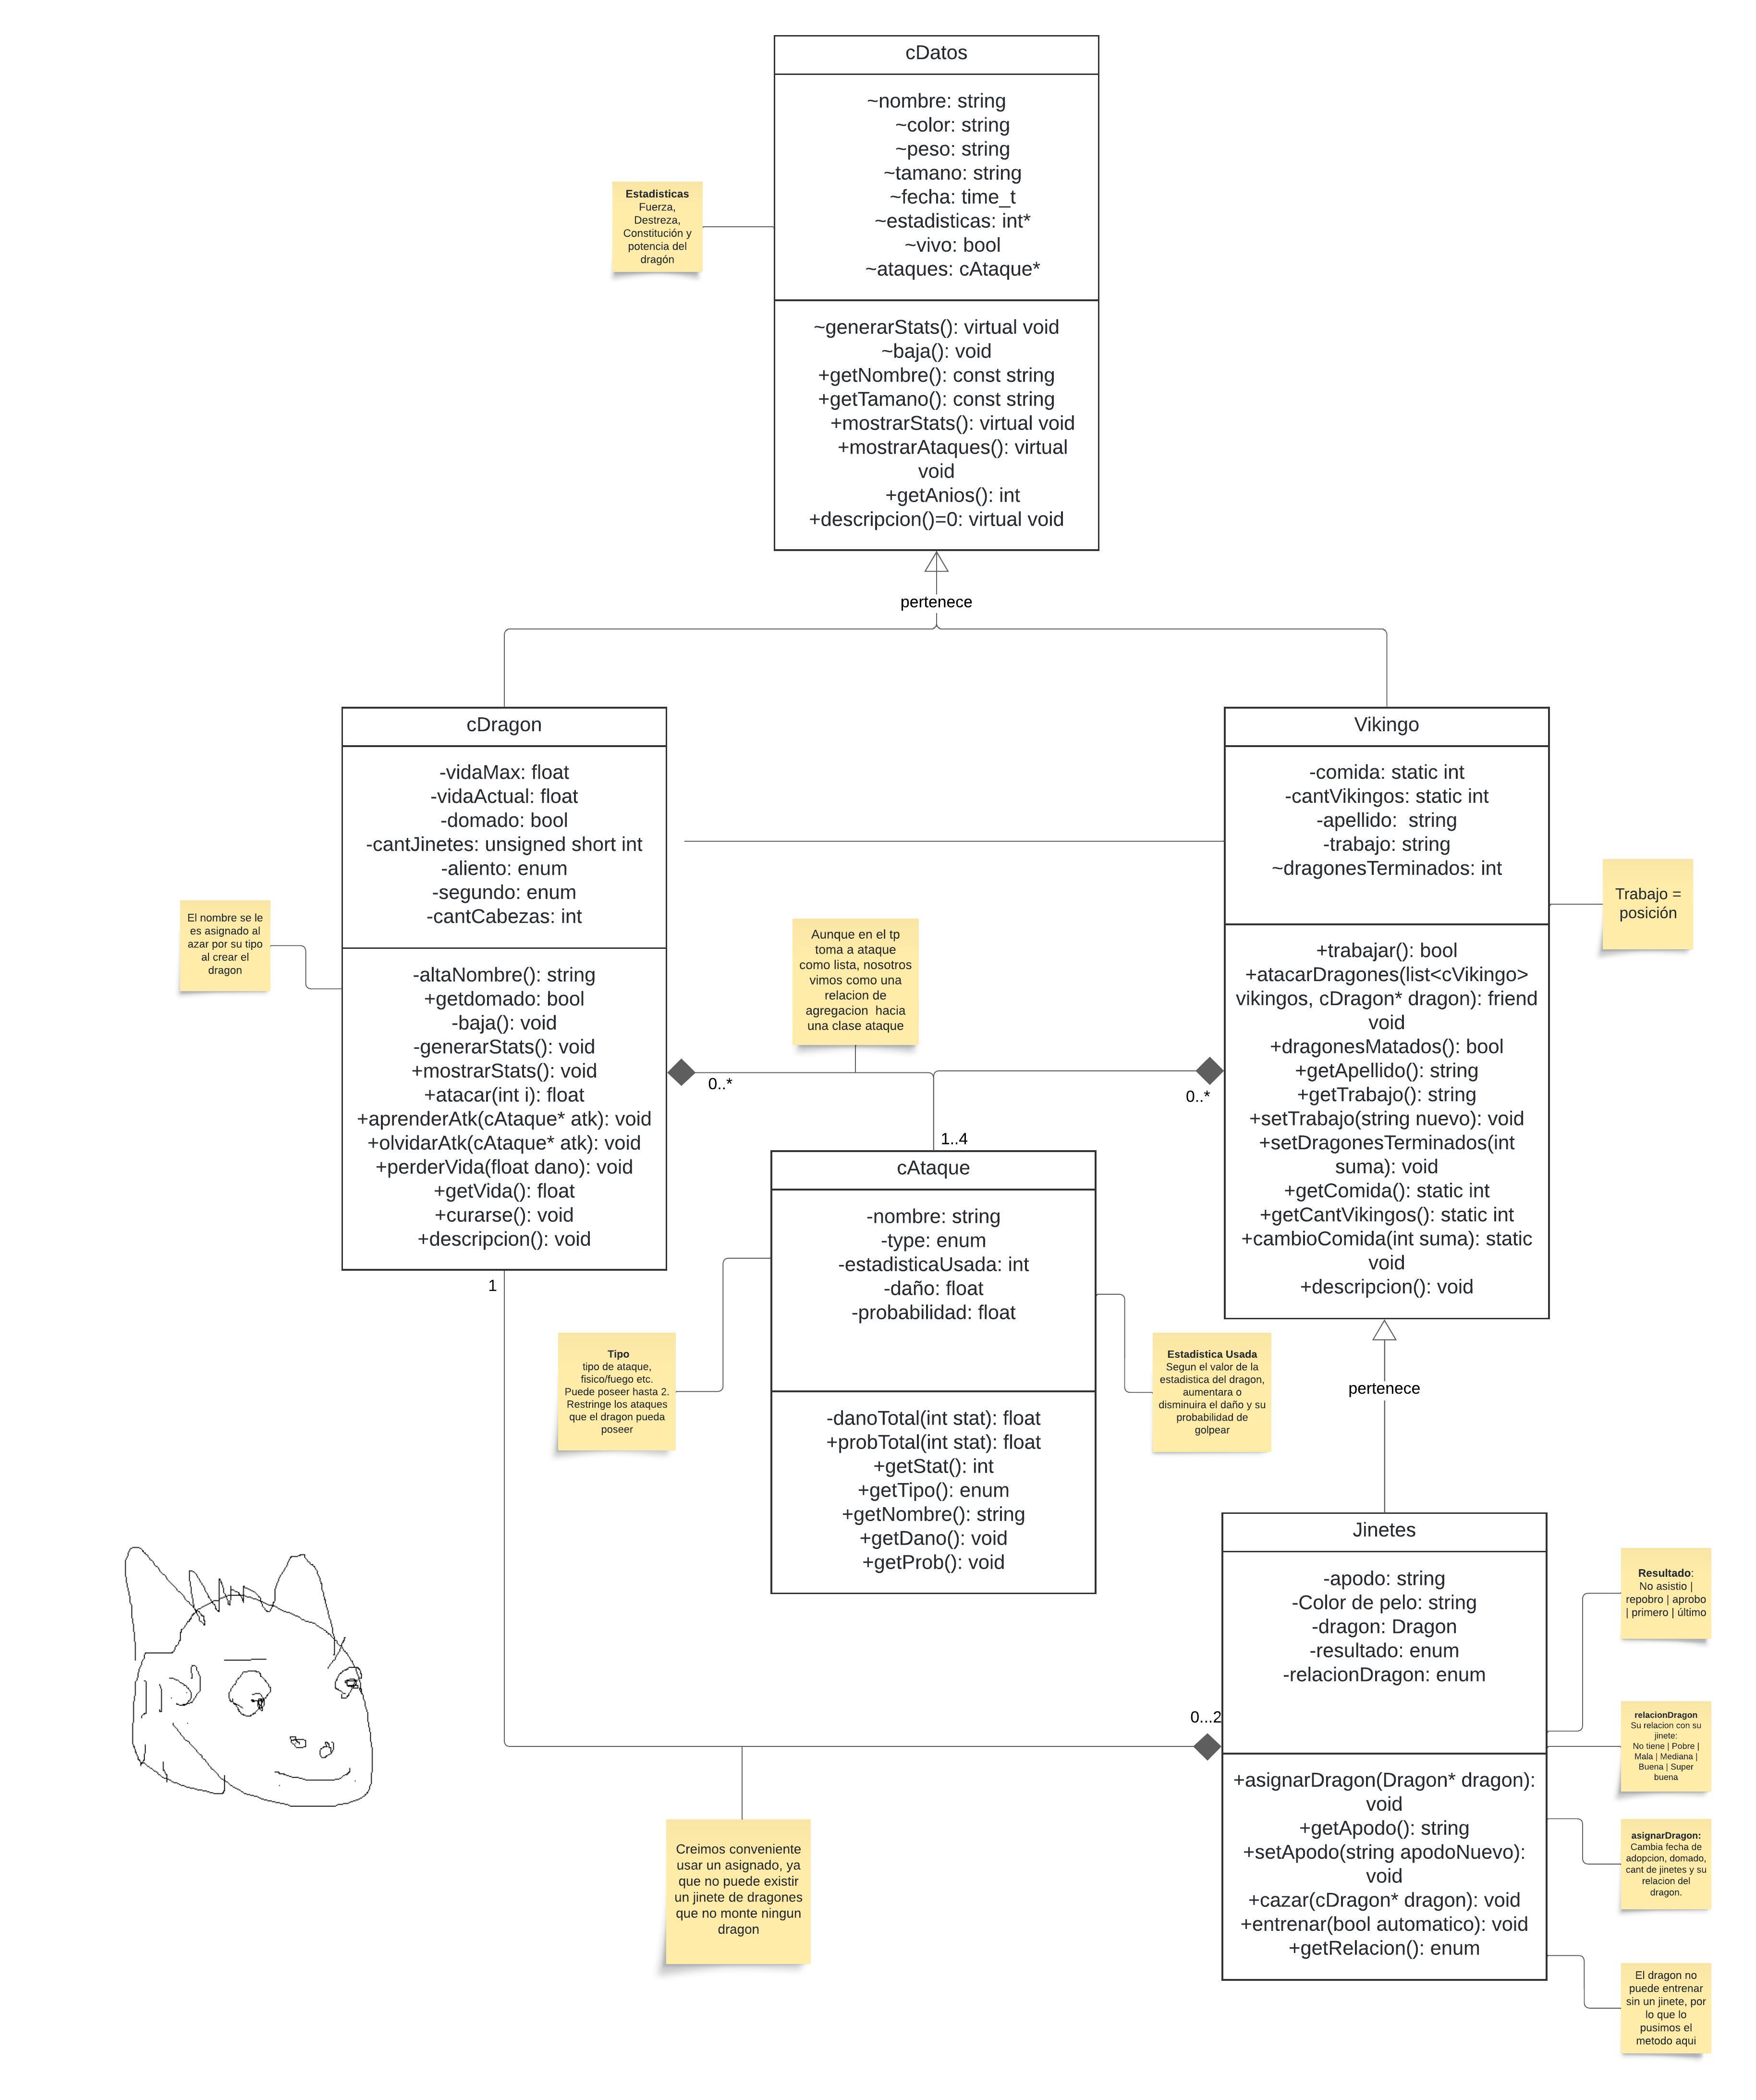 cDatos
~nombre: string
~color: string
~peso: string
~tamano: string
~fecha: time_t
~estadisticas: int*
~vivo: bool
~ataques: cAtaque*
~generarStats(): virtual void
~baja(): void
+getNombre(): const string
+getTamano(): const string
+mostrarStats(): virtual void
+mostrarAtaques(): virtual
void
+getAnios(): int
+descripcion()=0: virtual void
Estadisticas
Fuerza,
Destreza,
Constitución y
potencia del
dragón
pertenece
cDragon
-vidaMax: float
-vidaActual: float
-domado: bool
-cantJinetes: unsigned short int
-aliento: enum
-segundo: enum
-cantCabezas: int
-altaNombre(): string
+getdomado: bool
-baja(): void
-generarStats(): void
+mostrarStats(): void
+atacar(int i): float
+aprenderAtk(cAtaque* atk): void
+olvidarAtk(cAtaque* atk): void
+perderVida(float dano): void
+getVida(): float
+curarse(): void
+descripcion(): void
El nombre se le
es asignado al
azar por su tipo
al crear el
dragon
Vikingo
-comida: static int
-cantVikingos: static int
-apellido:  string
-trabajo: string
~dragonesTerminados: int
+trabajar(): bool
+atacarDragones(list<cVikingo>
vikingos, cDragon* dragon): friend
void
+dragonesMatados(): bool
+getApellido(): string
+getTrabajo(): string
+setTrabajo(string nuevo): void
+setDragonesTerminados(int
suma): void
+getComida(): static int
+getCantVikingos(): static int
+cambioComida(int suma): static
void
+descripcion(): void
Trabajo =
posición
Aunque en el tp
toma a ataque
como lista, nosotros
vimos como una
relacion de
agregacion  hacia
una clase ataque
0..*
0..*
1..4
cAtaque
-nombre: string
-type: enum
-estadisticaUsada: int
-daño: float
-probabilidad: float
-danoTotal(int stat): float
+probTotal(int stat): float
+getStat(): int
+getTipo(): enum
+getNombre(): string
+getDano(): void
+getProb(): void
Tipo
tipo de ataque,
fisico/fuego etc.
Puede poseer hasta 2.
Restringe los ataques
que el dragon pueda
poseer
Estadistica Usada
Segun el valor de la
estadistica del dragon,
aumentara o
disminuira el daño y su
probabilidad de
golpear
1
pertenece
Jinetes
-apodo: string
-Color de pelo: string
-dragon: Dragon
-resultado: enum
-relacionDragon: enum
+asignarDragon(Dragon* dragon):
void
+getApodo(): string
+setApodo(string apodoNuevo):
void
+cazar(cDragon* dragon): void
+entrenar(bool automatico): void
+getRelacion(): enum
0...2
Resultado:
No asistio |
repobro | aprobo
| primero | último
relacionDragon
Su relacion con su
jinete:
No tiene | Pobre |
Mala | Mediana |
Buena | Super
buena
asignarDragon:
Cambia fecha de
adopcion, domado,
cant de jinetes y su
relacion del
dragon.
El dragon no
puede entrenar
sin un jinete, por
lo que lo
pusimos el
metodo aqui
Creimos conveniente
usar un asignado, ya
que no puede existir
un jinete de dragones
que no monte ningun
dragon